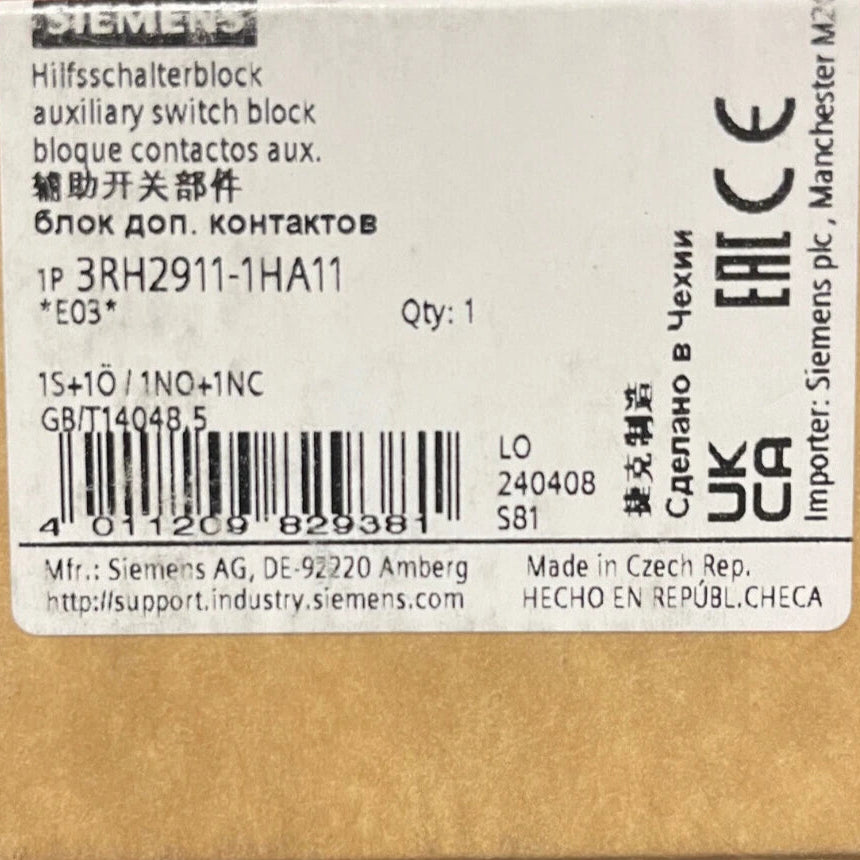 SIEMENS
Hilfsschalterblock
auxiliary switch block
bloque contactos aux.
辅助开关部件
блок доп. контактов
1P 3RH2911-1HA11
*E03*
Qty: 1
1S+1Ö / 1NO+1NC
GB/T14048.5
4 011209 829381
LO
240408
S81
捷克制造
Сделано в Чехии
EAC CE
UK CA
Importer: Siemens plc , Manchester
Mfr.: Siemens AG, DE-92220 Amberg
http://support.industry.siemens.com
Made in Czech Rep.
HECHO EN REPÚBL.CHECA